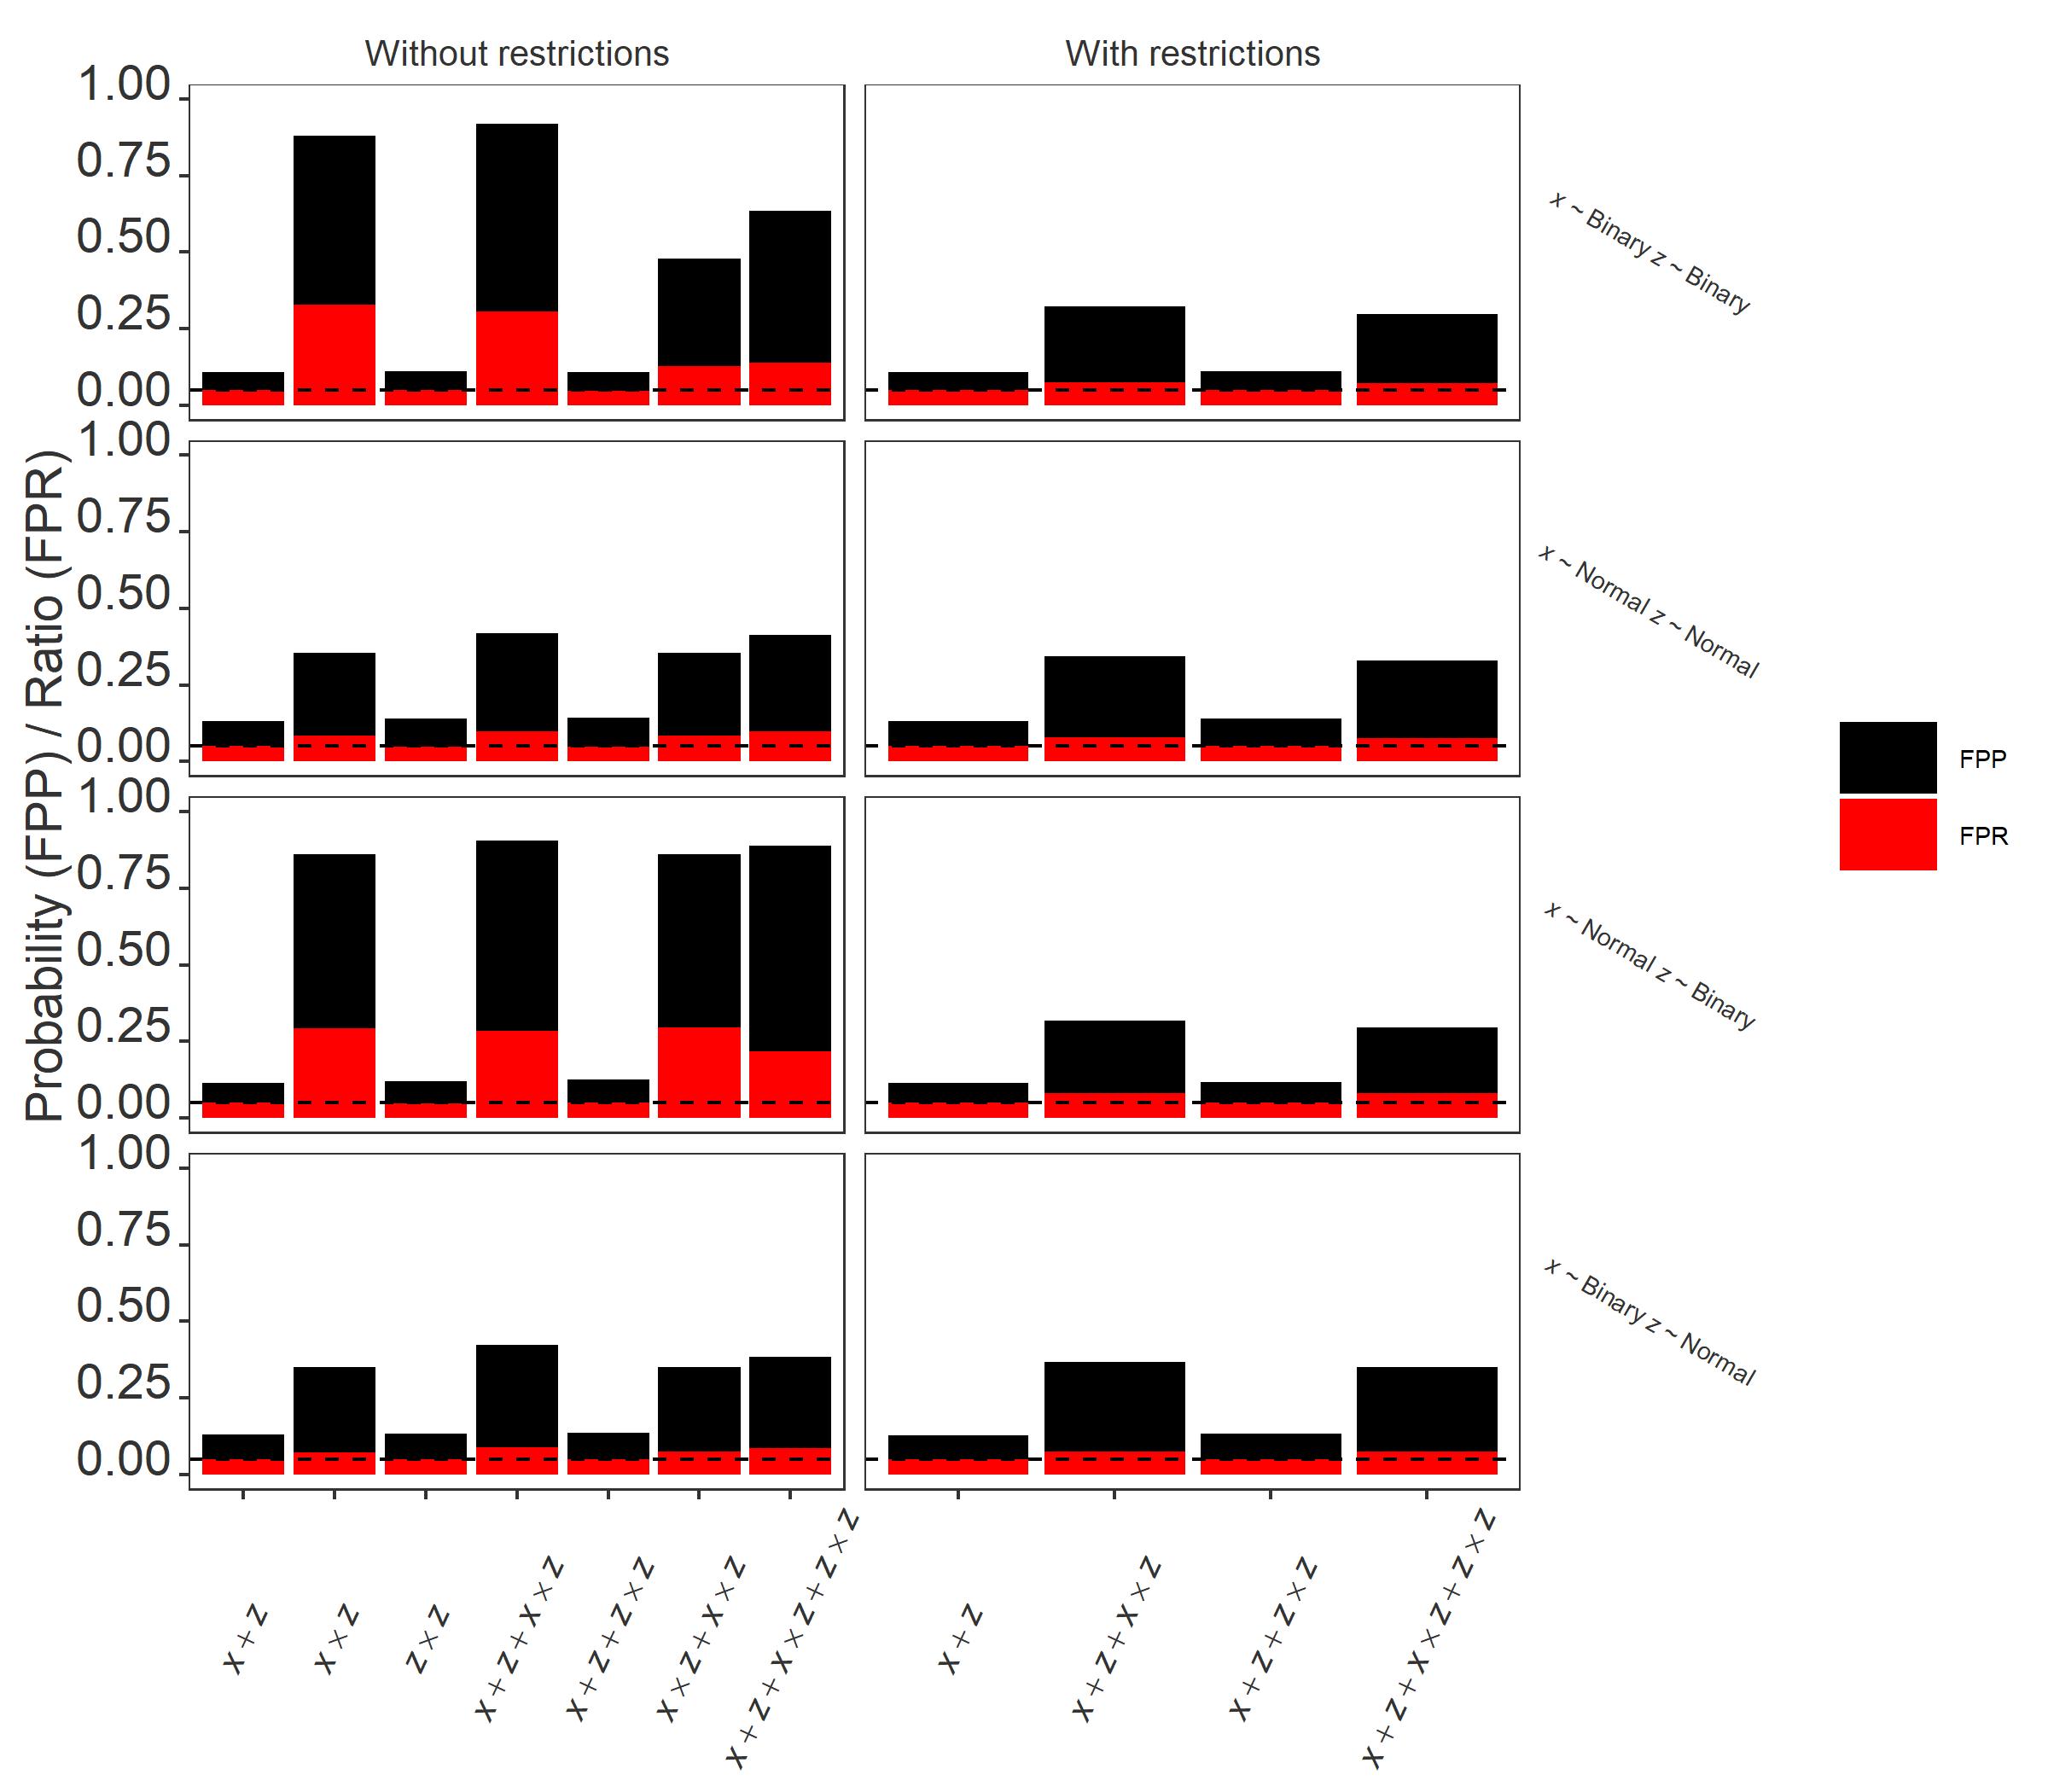 Without restrictions
With restrictions
Probability (FPP) / Ratio (FPR)
1.00
0.75
0.50
0.25
0.00
x ~ Binary z ~ Binary
1.00
0.75
0.50
0.25
0.00
x ~ Normal z ~ Normal
1.00
0.75
0.50
0.25
0.00
x ~ Normal z ~ Binary
1.00
0.75
0.50
0.25
0.00
x ~ Binary z ~ Normal
x + z
x × z
z × z
x + z + x × z
x + z + z × z
x × z + x × z
x + z + x × z + z × z
x + z
x + z + x × z
x + z + z × z
x + z + x × z + z × z
FPP
FPR